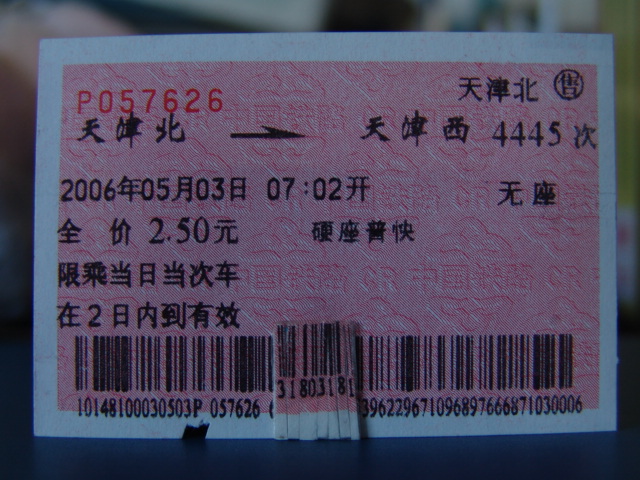 P057626 天津北 售
天津北 天津西 4445次
2006年05月03日 07:02开 无座
全 价 2.50元 硬座普快
限乘当日当次车
在2日内到有效
31803181
10148100030503P 057626 396229671096897666871030006